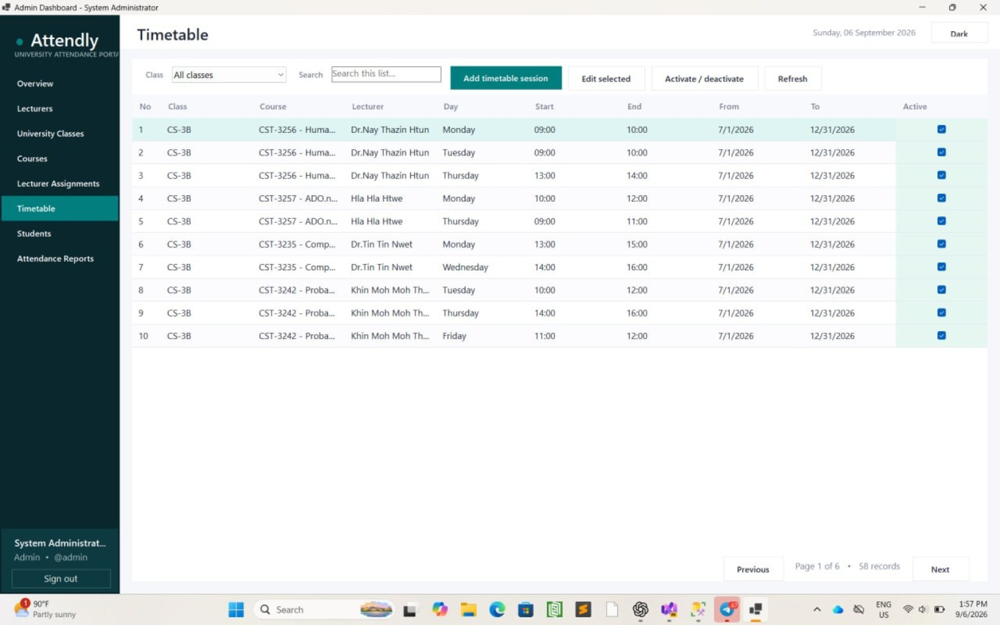 Admin Dashboard - System Administrator
Attendly
UNIVERSITY ATTENDANCE PORTA
Overview
Lecturers
University Classes
Courses
Lecturer Assignments
Timetable
Students
Attendance Reports
System Administrat...
Admin • @admin
Sign out
Timetable
Sunday, 06 September 2026
Dark
Class All classes Search Search this list... Add timetable session Edit selected Activate / deactivate Refresh
No Class Course Lecturer Day Start End From To Active
1 CS-3B CST-3256 - Huma... Dr.Nay Thazin Htun Monday 09:00 10:00 7/1/2026 12/31/2026
2 CS-3B CST-3256 - Huma... Dr.Nay Thazin Htun Tuesday 09:00 10:00 7/1/2026 12/31/2026
3 CS-3B CST-3256 - Huma... Dr.Nay Thazin Htun Thursday 13:00 14:00 7/1/2026 12/31/2026
4 CS-3B CST-3257 - ADO.n... Hla Hla Htwe Monday 10:00 12:00 7/1/2026 12/31/2026
5 CS-3B CST-3257 - ADO.n... Hla Hla Htwe Thursday 09:00 11:00 7/1/2026 12/31/2026
6 CS-3B CST-3235 - Comp... Dr.Tin Tin Nwet Monday 13:00 15:00 7/1/2026 12/31/2026
7 CS-3B CST-3235 - Comp... Dr.Tin Tin Nwet Wednesday 14:00 16:00 7/1/2026 12/31/2026
8 CS-3B CST-3242 - Proba... Khin Moh Moh Th... Tuesday 10:00 12:00 7/1/2026 12/31/2026
9 CS-3B CST-3242 - Proba... Khin Moh Moh Th... Thursday 14:00 16:00 7/1/2026 12/31/2026
10 CS-3B CST-3242 - Proba... Khin Moh Moh Th... Friday 11:00 12:00 7/1/2026 12/31/2026
Previous Page 1 of 6 • 58 records Next
1
90°F
Partly sunny
Search
ENG
US
1:57 PM
9/6/2026